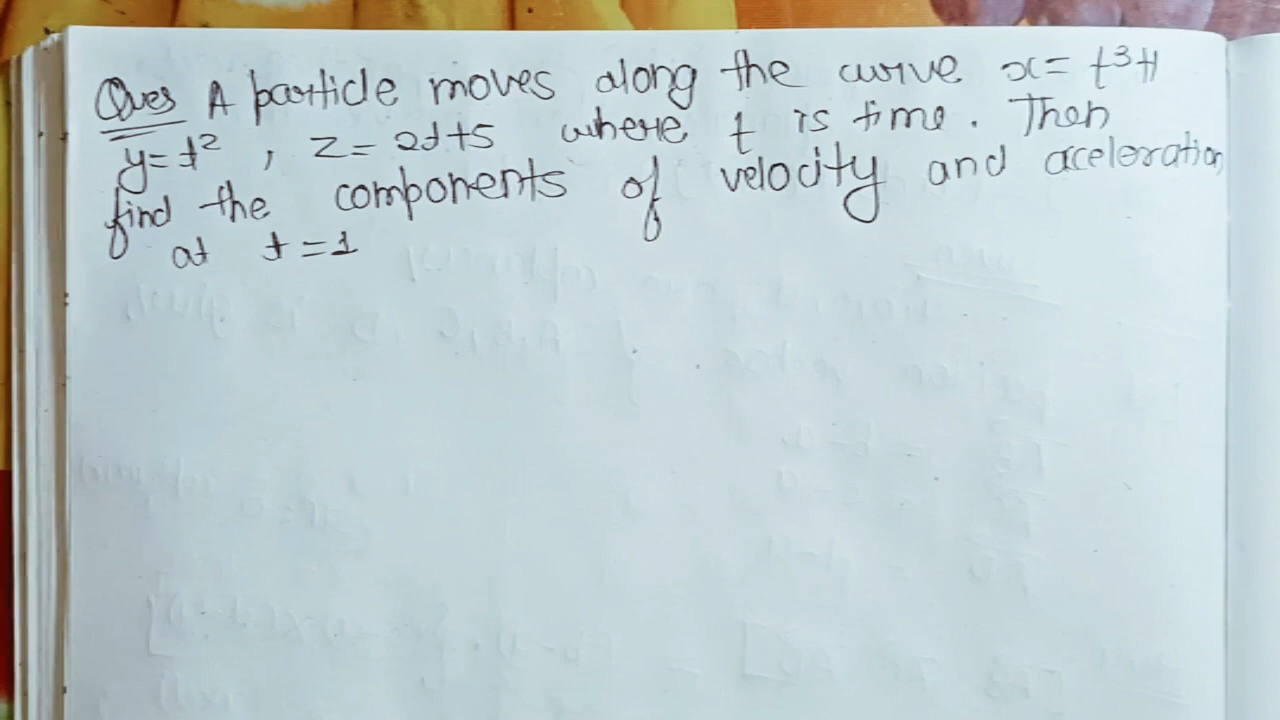 Ques A particle moves along the curve x= t³+1
y=t² , z= 2t+5 where t is time. Then
find the components of velocity and aceleration
at t=1